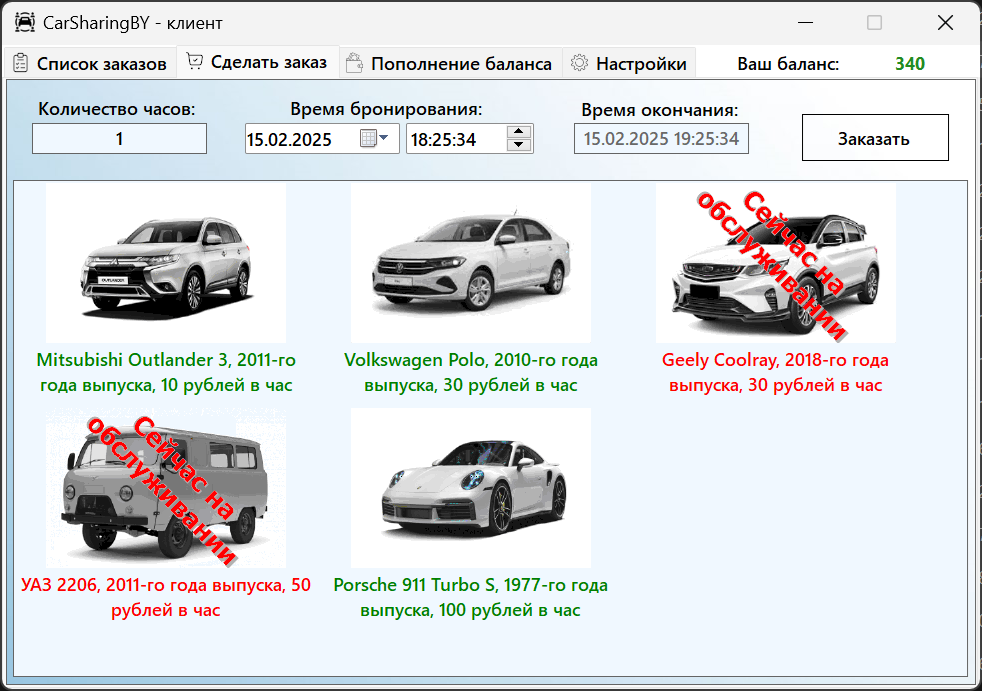 CarSharingBY - клиент
Список заказов
Сделать заказ
Пополнение баланса
Настройки
Ваш баланс:
340
Количество часов:
Время бронирования:
Время окончания:
1
15.02.2025
18:25:34
15.02.2025 19:25:34
Заказать
OUTLANDER
Сейчас на
обслуживании
Mitsubishi Outlander 3, 2011-го
года выпуска, 10 рублей в час
Volkswagen Polo, 2010-го года
выпуска, 30 рублей в час
Geely Coolray, 2018-го года
выпуска, 30 рублей в час
Сейчас на
обслуживании
УАЗ 2206, 2011-го года выпуска, 50
рублей в час
Porsche 911 Turbo S, 1977-го года
выпуска, 100 рублей в час